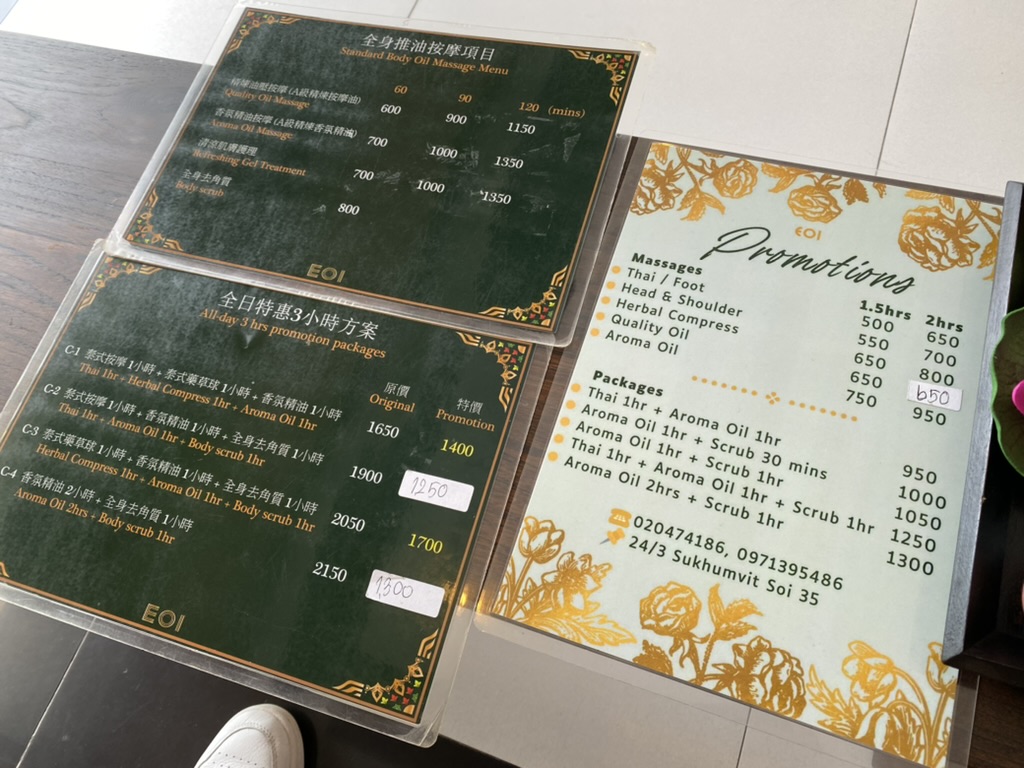 全身推油按摩項目
Standard Body Oil Massage Menu
60 90 120 (mins)
精煉油壓按摩 (A級精煉按摩油)
Quality Oil Massage 600 900 1150
香氛精油按摩 (A級精煉香氛精油)
Aroma Oil Massage 700 1000 1350
清涼肌膚護理
Refreshing Gel Treatment 700 1000 1350
全身去角質
Body scrub 800
EOI
全日特惠3小時方案
All-day 3 hrs promotion packages
原價 特價
Original Promotion
C-1 泰式按摩1小時 + 泰式藥草球1小時 + 香氛精油1小時
Thai 1hr + Herbal Compress 1hr + Aroma Oil 1hr 1650 1400
C-2 泰式按摩1小時 + 香氛精油1小時 + 全身去角質1小時
Thai 1hr + Aroma Oil 1hr + Body scrub 1hr 1900 1250
C-3 泰式藥草球1小時 + 香氛精油1小時 + 全身去角質1小時
Herbal Compress 1hr + Aroma Oil 1hr + Body scrub 1hr 2050 1700
C-4 香氛精油2小時 + 全身去角質1小時
Aroma Oil 2hrs + Body scrub 1hr 2150 1,300
EOI
EOI
Promotions
Massages 1.5hrs 2hrs
Thai / Foot 500 650
Head & Shoulder 550 700
Herbal Compress 650 800
Quality Oil 650 650
Aroma Oil 750 950
Packages
Thai 1hr + Aroma Oil 1hr 950
Aroma Oil 1hr + Scrub 30 mins 1000
Aroma Oil 1hr + Scrub 1hr 1050
Thai 1hr + Aroma Oil 1hr + Scrub 1hr 1250
Aroma Oil 2hrs + Scrub 1hr 1300
020474186, 0971395486
24/3 Sukhumvit Soi 35